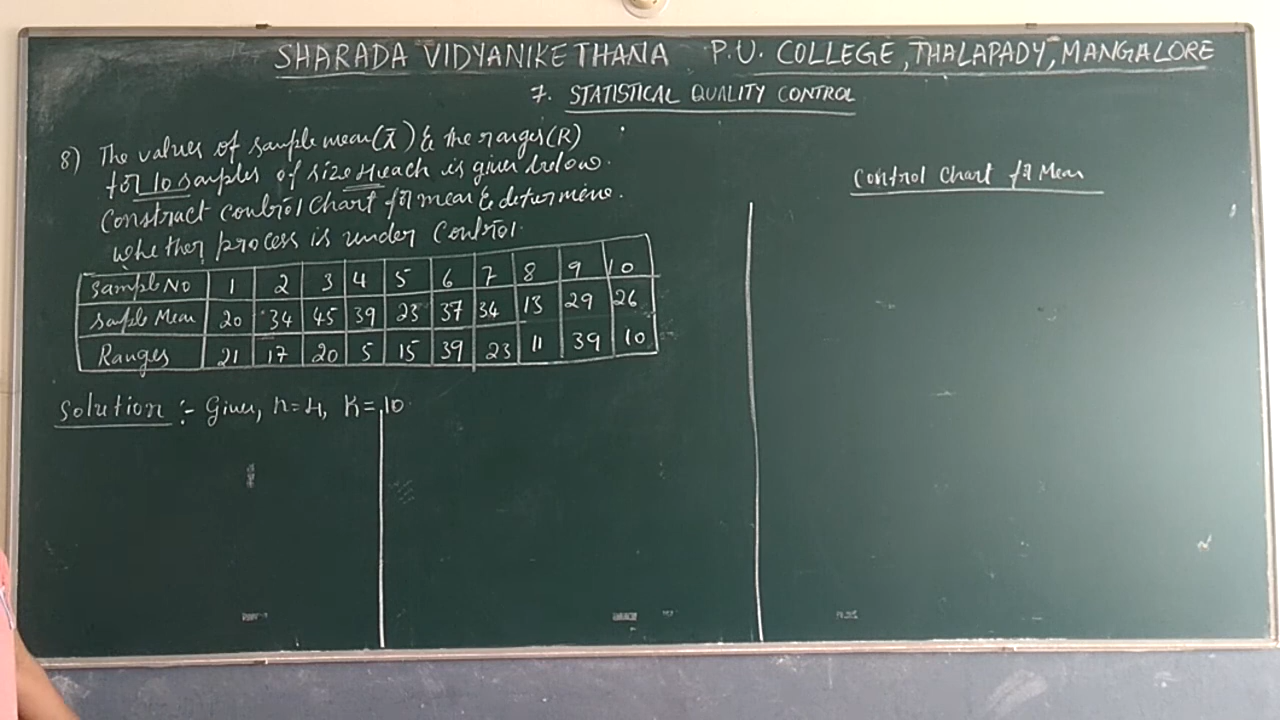 SHARADA VIDYANIKETHANA P.U. COLLEGE, THALAPADY, MANGALORE
7. STATISTICAL QUALITY CONTROL
8) The values of sample mean (X̄) & the ranges (R)
for 10 samples of size 4 each is given below.
Construct control chart for mean & determine
whether process is under control.
Sample No 1 2 3 4 5 6 7 8 9 10
Sample Mean 20 34 45 39 23 37 34 13 29 26
Ranges 21 17 20 5 15 39 23 11 39 10
Solution :- Given, n=4, K=10
Control Chart for Mean